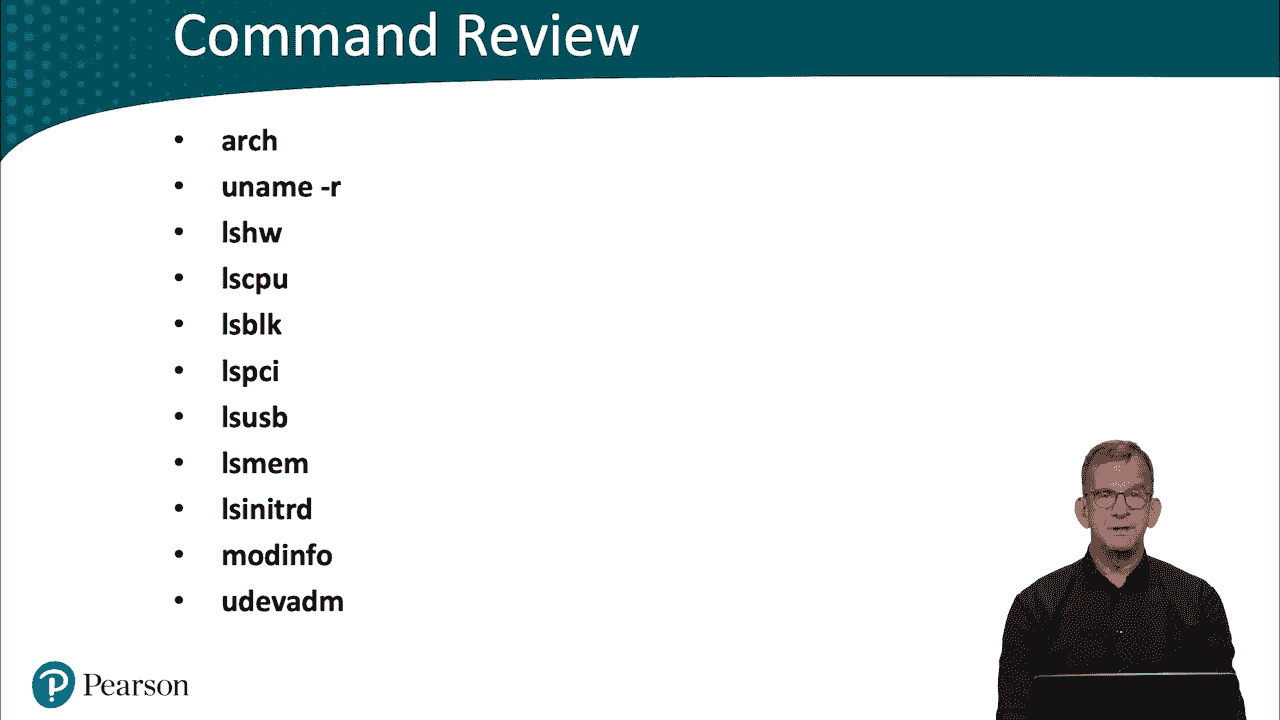 Command Review
• arch
• uname -r
• lshw
• lscpu
• lsblk
• lspci
• lsusb
• lsmem
• lsinitrd
• modinfo
• udevadm
Pearson